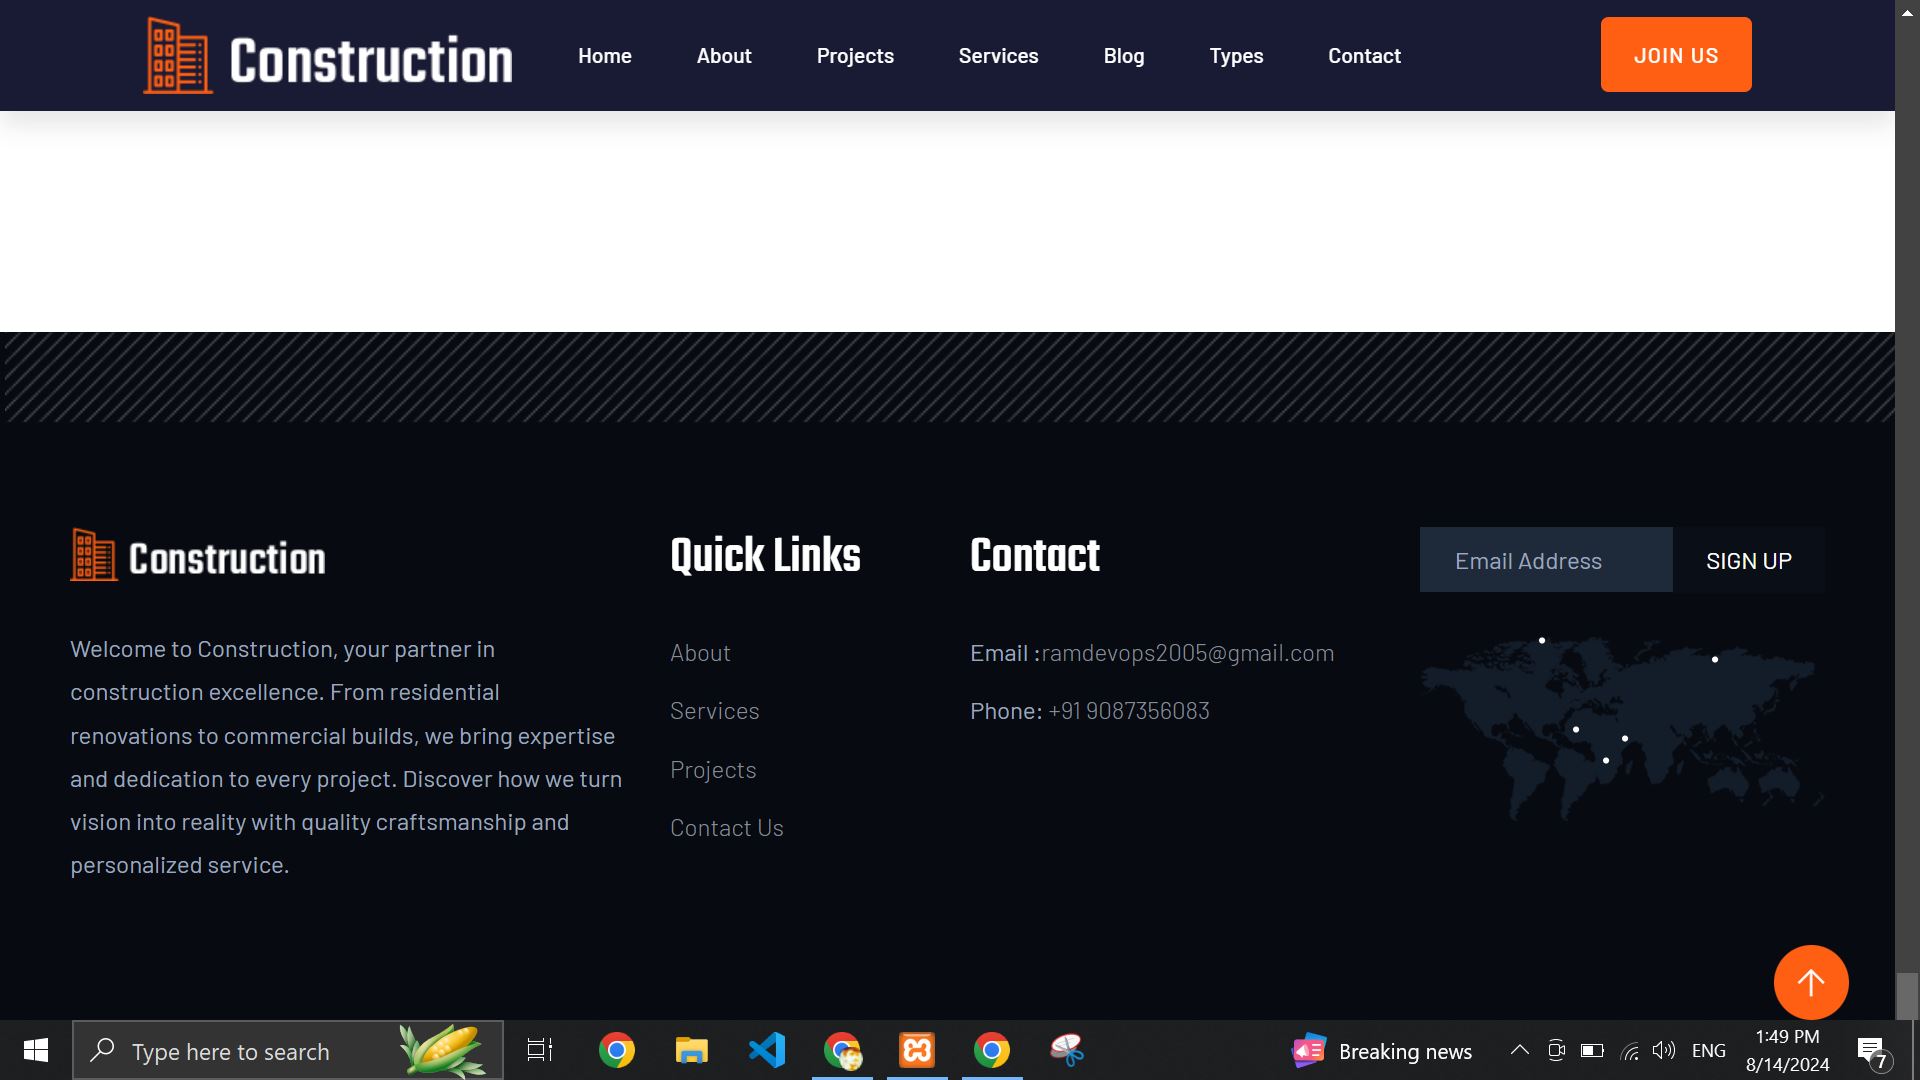 Construction
Home About Projects Services Blog Types Contact
JOIN US
Construction
Welcome to Construction, your partner in
construction excellence. From residential
renovations to commercial builds, we bring expertise
and dedication to every project. Discover how we turn
vision into reality with quality craftsmanship and
personalized service.
Quick Links
About
Services
Projects
Contact Us
Contact
Email :ramdevops2005@gmail.com
Phone: +91 9087356083
Email Address
SIGN UP
Type here to search
Breaking news
ENG
1:49 PM
8/14/2024
7